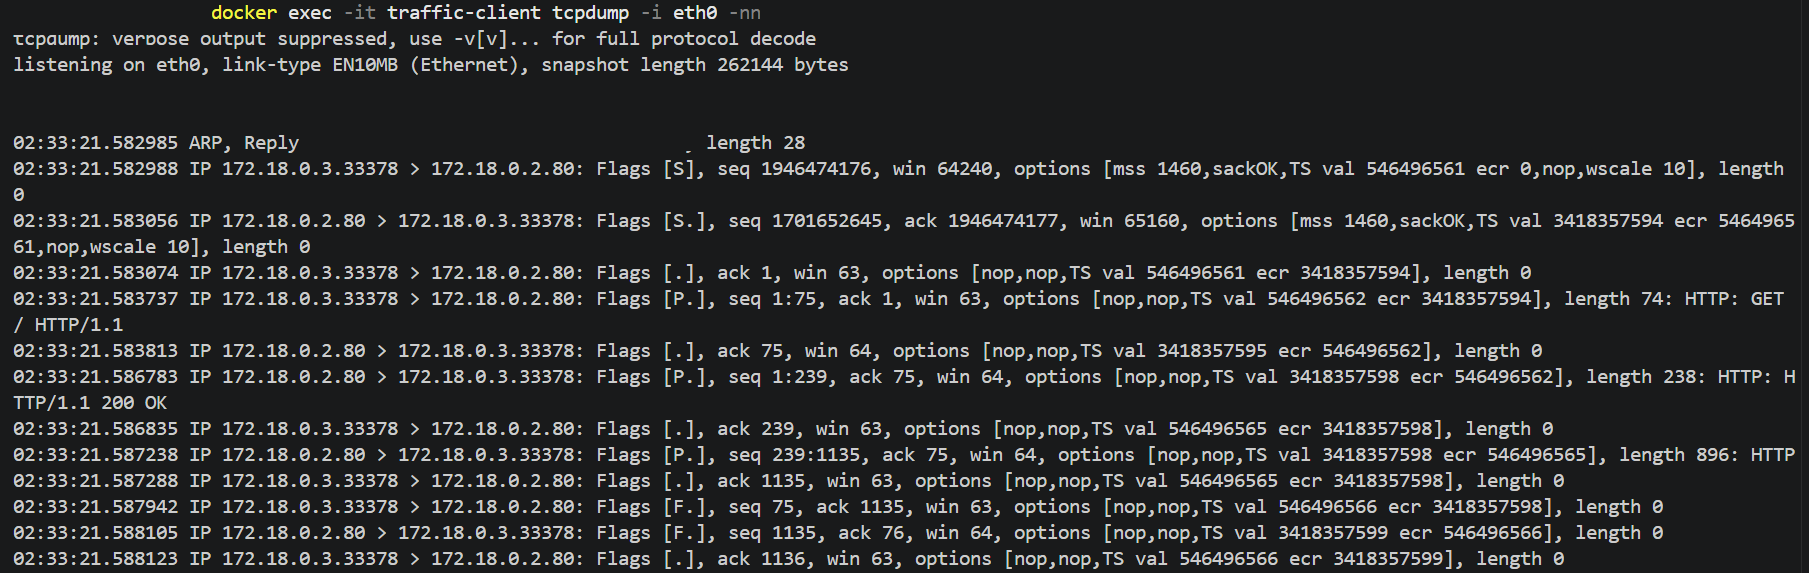 docker exec -it traffic-client tcpdump -i eth0 -nn
tcpdump: verbose output suppressed, use -v[v]... for full protocol decode
listening on eth0, link-type EN10MB (Ethernet), snapshot length 262144 bytes
02:33:21.582985 ARP, Reply length 28
02:33:21.582988 IP 172.18.0.3.33378 > 172.18.0.2.80: Flags [S], seq 1946474176, win 64240, options [mss 1460,sackOK,TS val 546496561 ecr 0,nop,wscale 10], length
0
02:33:21.583056 IP 172.18.0.2.80 > 172.18.0.3.33378: Flags [S.], seq 1701652645, ack 1946474177, win 65160, options [mss 1460,sackOK,TS val 3418357594 ecr 5464965
61,nop,wscale 10], length 0
02:33:21.583074 IP 172.18.0.3.33378 > 172.18.0.2.80: Flags [.], ack 1, win 63, options [nop,nop,TS val 546496561 ecr 3418357594], length 0
02:33:21.583737 IP 172.18.0.3.33378 > 172.18.0.2.80: Flags [P.], seq 1:75, ack 1, win 63, options [nop,nop,TS val 546496562 ecr 3418357594], length 74: HTTP: GET
/ HTTP/1.1
02:33:21.583813 IP 172.18.0.2.80 > 172.18.0.3.33378: Flags [.], ack 75, win 64, options [nop,nop,TS val 3418357595 ecr 546496562], length 0
02:33:21.586783 IP 172.18.0.2.80 > 172.18.0.3.33378: Flags [P.], seq 1:239, ack 75, win 64, options [nop,nop,TS val 3418357598 ecr 546496562], length 238: HTTP: H
TTP/1.1 200 OK
02:33:21.586835 IP 172.18.0.3.33378 > 172.18.0.2.80: Flags [.], ack 239, win 63, options [nop,nop,TS val 546496565 ecr 3418357598], length 0
02:33:21.587238 IP 172.18.0.2.80 > 172.18.0.3.33378: Flags [P.], seq 239:1135, ack 75, win 64, options [nop,nop,TS val 3418357598 ecr 546496565], length 896: HTTP
02:33:21.587288 IP 172.18.0.3.33378 > 172.18.0.2.80: Flags [.], ack 1135, win 63, options [nop,nop,TS val 546496565 ecr 3418357598], length 0
02:33:21.587942 IP 172.18.0.3.33378 > 172.18.0.2.80: Flags [F.], seq 75, ack 1135, win 63, options [nop,nop,TS val 546496566 ecr 3418357598], length 0
02:33:21.588105 IP 172.18.0.2.80 > 172.18.0.3.33378: Flags [F.], seq 1135, ack 76, win 64, options [nop,nop,TS val 3418357599 ecr 546496566], length 0
02:33:21.588123 IP 172.18.0.3.33378 > 172.18.0.2.80: Flags [.], ack 1136, win 63, options [nop,nop,TS val 546496566 ecr 3418357599], length 0